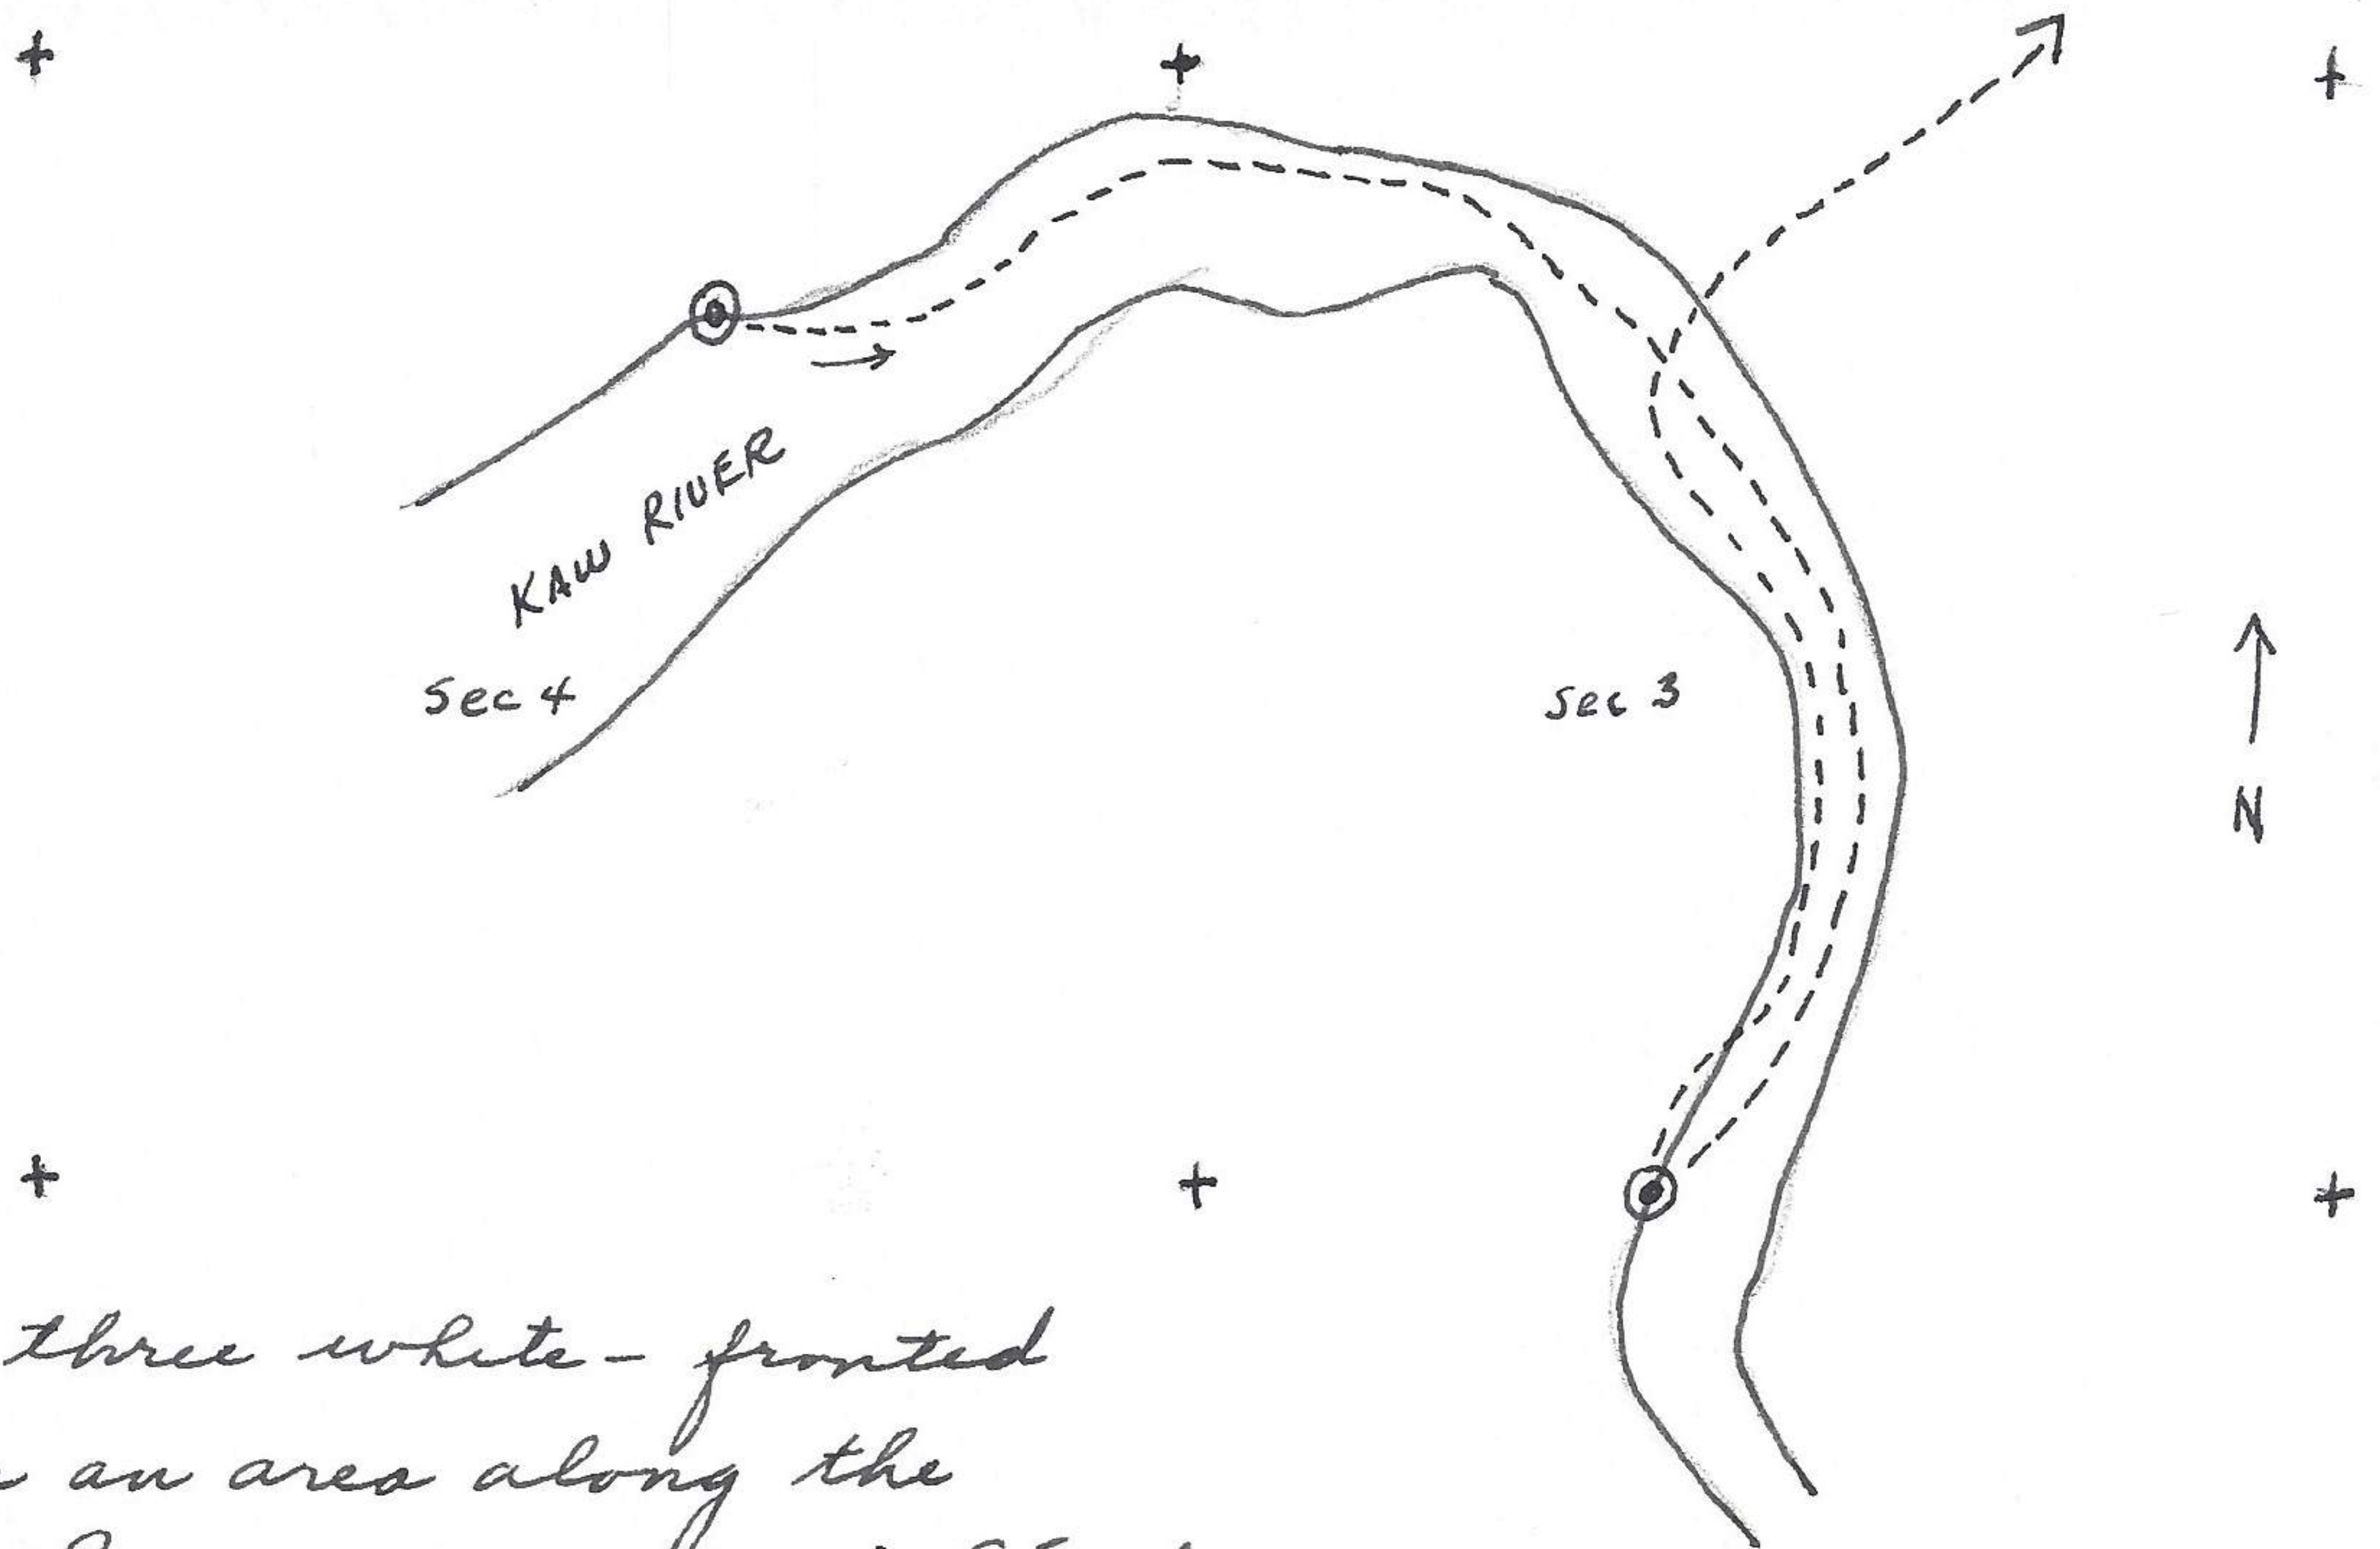 KAW RIVER
Sec 4
Sec 3
N
three white-fronted
an area along the